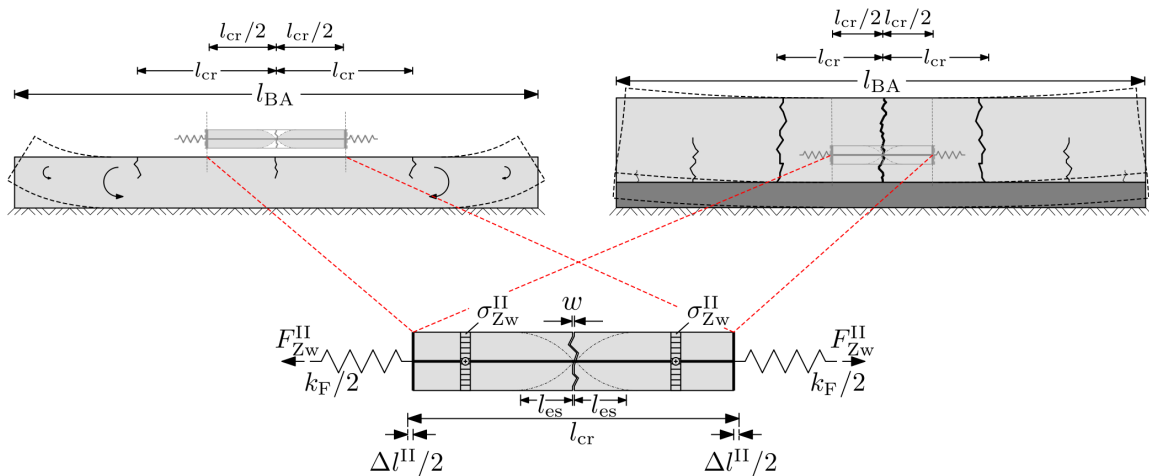 l_cr/2 l_cr/2
l_cr l_cr
l_BA
l_cr/2 l_cr/2
l_cr l_cr
l_BA
σ^II_Zw w σ^II_Zw
F^II_Zw F^II_Zw
k_F/2 k_F/2
l_es l_es
l_cr
Δl^II/2 Δl^II/2